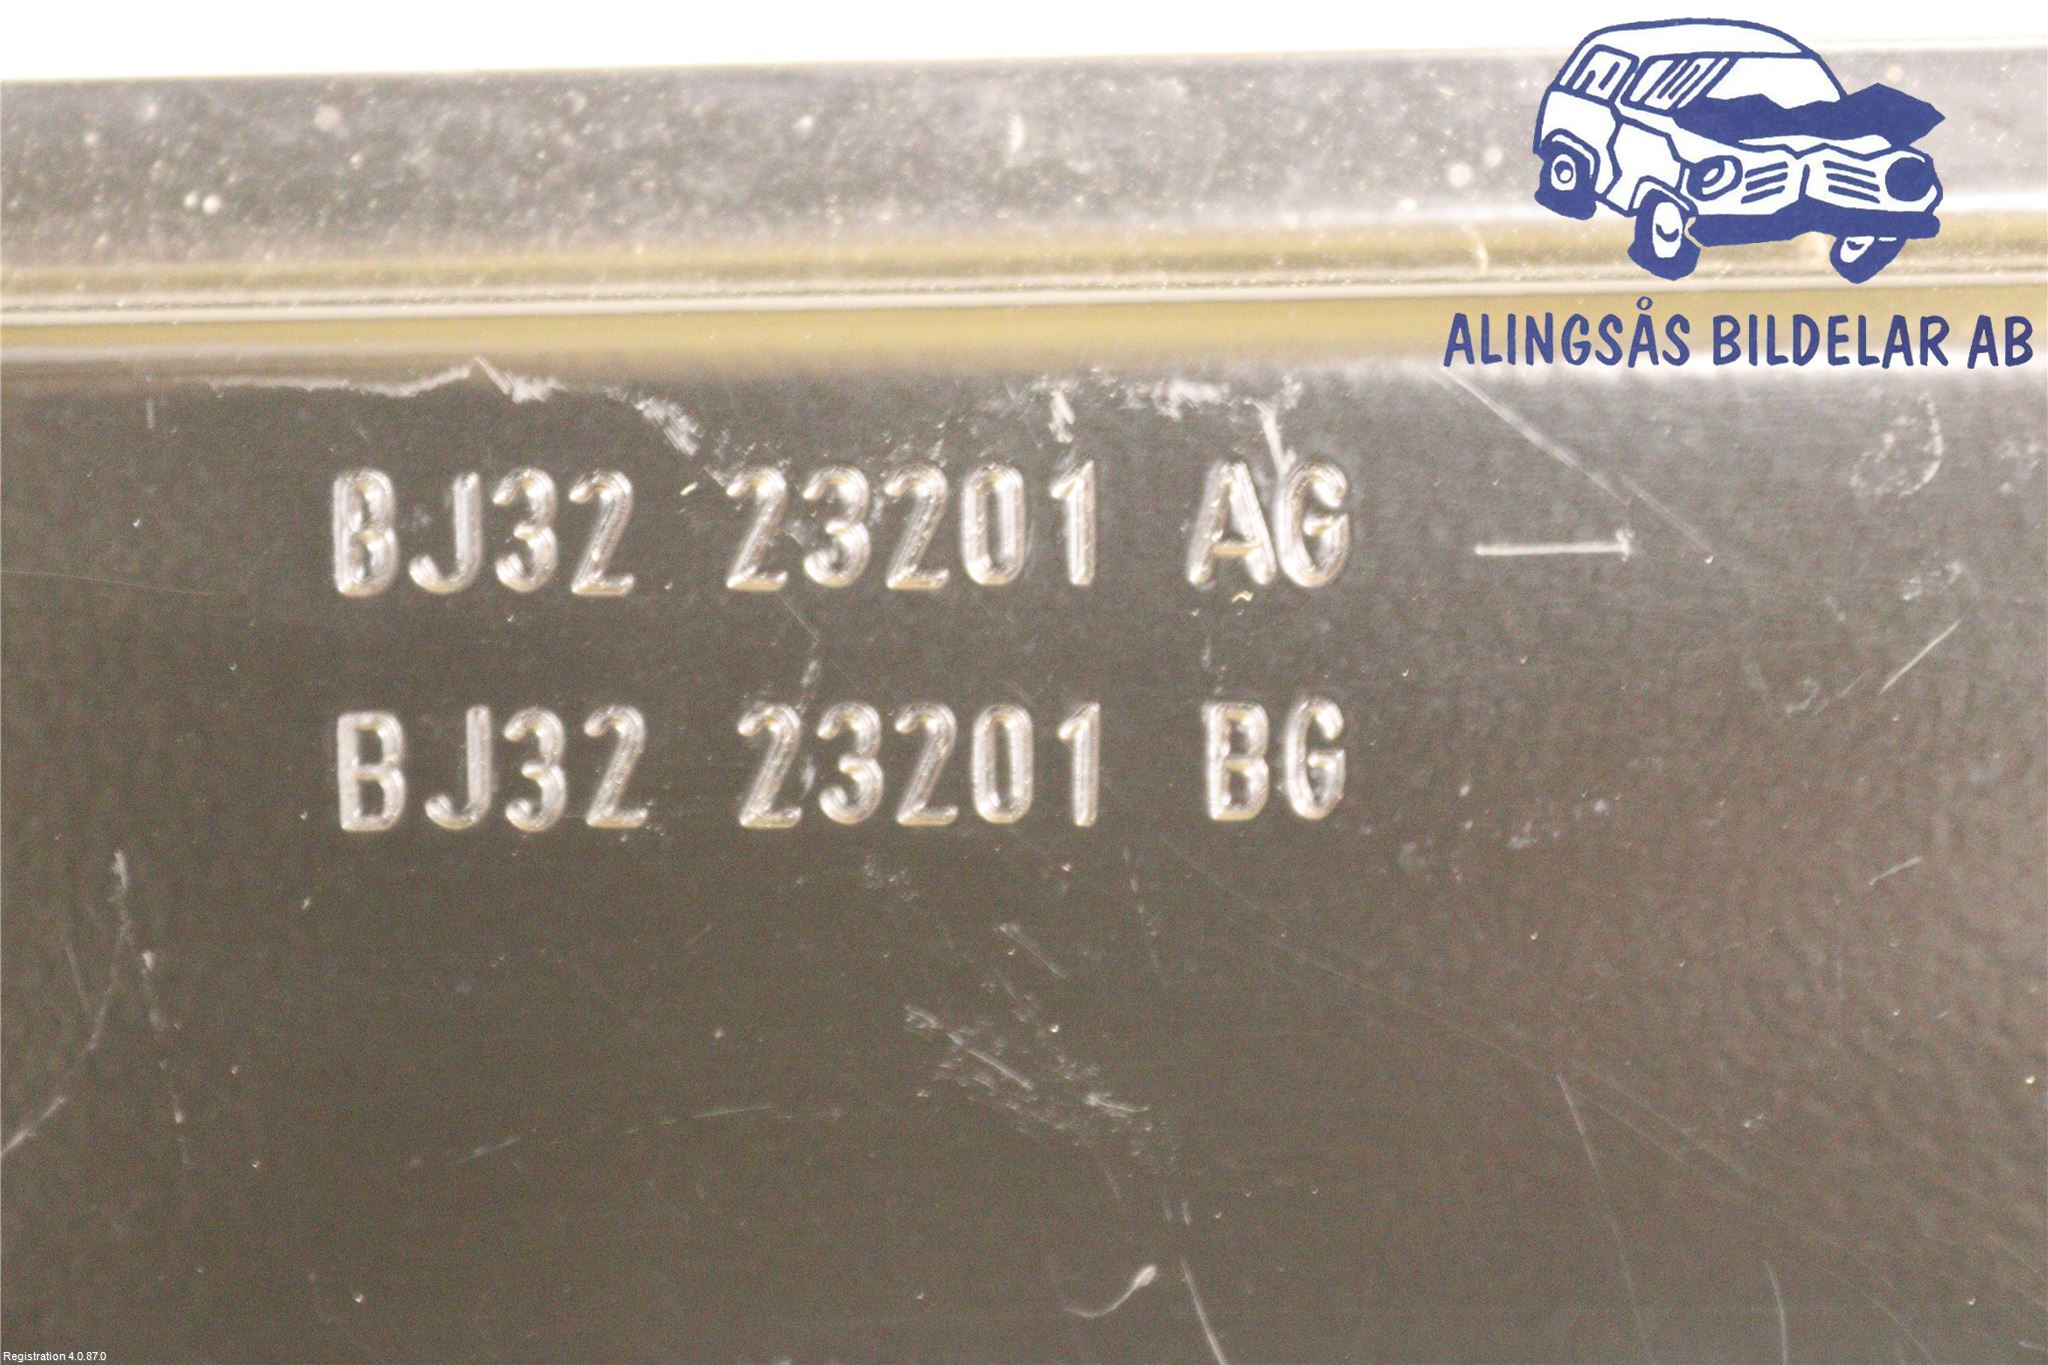 ALINGSÅS BILDELAR AB
BJ32 23201 AG
BJ32 23201 BG
Registration 4.0.87.0